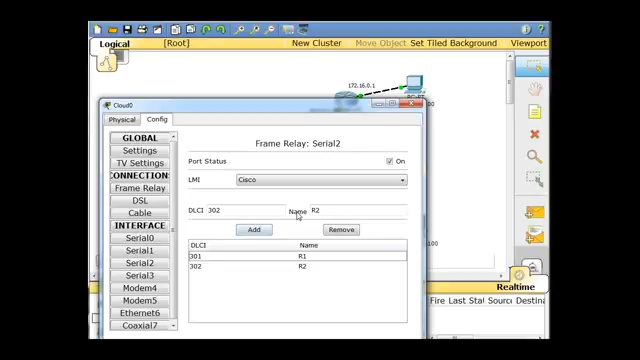 Logical
[Root]
New Cluster
Move Object
Set Tiled Background
Viewport
172.16.0.1
Cloud0
Physical
Config
GLOBAL
Settings
TV Settings
CONNECTIONS
Frame Relay
DSL
Cable
INTERFACE
Serial0
Serial1
Serial2
Serial3
Modem4
Modem5
Ethernet6
Coaxial7
Frame Relay: Serial2
Port Status
On
LMI
Cisco
DLCI
302
Name
R2
Add
Remove
DLCI Name
301 R1
302 R2
Realtime
Fire Last Stat Source Destina